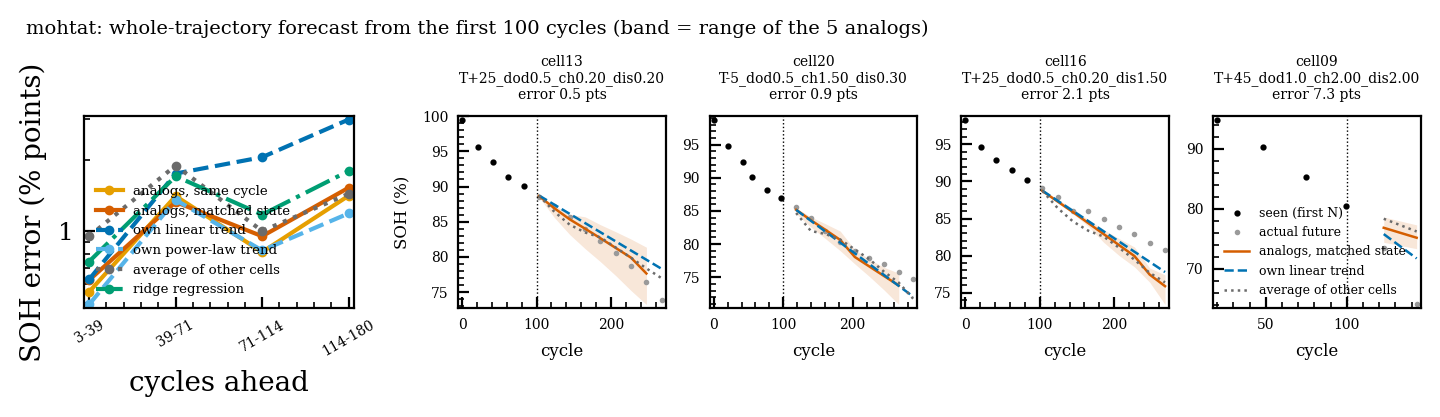 mohtat: whole-trajectory forecast from the first 100 cycles (band = range of the 5 analogs)
SOH error (% points)
1
analogs, same cycle
analogs, matched state
own linear trend
own power-law trend
average of other cells
ridge regression
3-39
39-71
71-114
114-180
cycles ahead
cell13
T+25_dod0.5_ch0.20_dis0.20
error 0.5 pts
SOH (%)
100
95
90
85
80
75
0
100
200
cycle
cell20
T-5_dod0.5_ch1.50_dis0.30
error 0.9 pts
95
90
85
80
75
0
100
200
cycle
cell16
T+25_dod0.5_ch0.20_dis1.50
error 2.1 pts
95
90
85
80
75
0
100
200
cycle
cell09
T+45_dod1.0_ch2.00_dis2.00
error 7.3 pts
90
80
70
seen (first N)
actual future
analogs, matched state
own linear trend
average of other cells
50
100
cycle